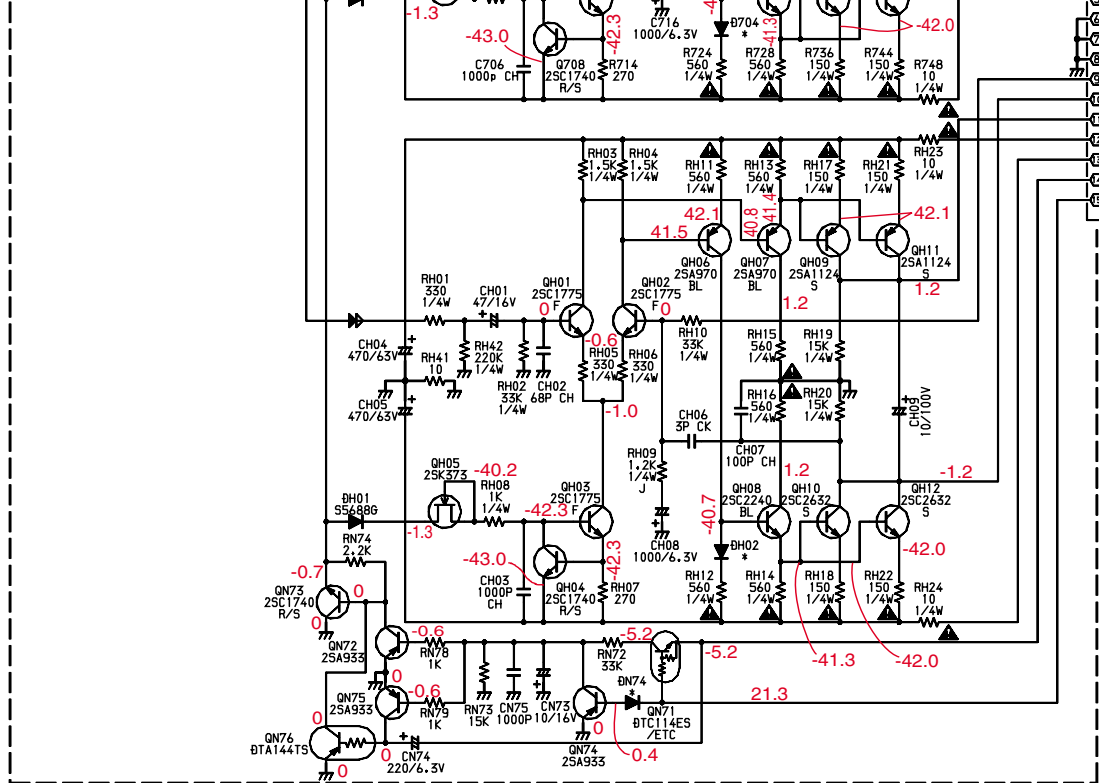 -1.3
-43.0
C706
1000p CH
Q708
2SC1740
R/S
-42.3
R714
270
C716
1000/6.3V
-4
Đ704
*
-41.3
-42.0
R724
560
1/4W
R728
560
1/4W
R736
150
1/4W
R744
150
1/4W
R748
10
1/4W
RH03
1.5K
1/4W
RH04
1.5K
1/4W
RH11
560
1/4W
RH13
560
1/4W
RH17
150
1/4W
RH21
150
1/4W
RH23
10
1/4W
42.1
41.5
40.8
41.4
42.1
QH06
2SA970
BL
QH07
2SA970
BL
QH09
2SA1124
S
QH11
2SA1124
S
1.2
1.2
RH01
330
1/4W
CH01
47/16V
QH01
2SC1775
F
QH02
2SC1775
F
0
0
-0.6
CH04
470/63V
RH41
10
RH42
220K
1/4W
RH02
33K
1/4W
CH02
68P CH
RH05
330
1/4W
RH06
330
1/4W
RH10
33K
1/4W
RH15
560
1/4W
RH19
15K
1/4W
CH05
470/63V
-1.0
RH16
560
1/4W
RH20
15K
1/4W
CH09
10/100V
CH06
3P CK
CH07
100P CH
RH09
1.2K
1/4W
J
QH05
2SK373
-40.2
RH08
1K
1/4W
QH03
2SC1775
F
-42.3
1.2
-1.2
QH08
2SC2240
BL
QH10
2SC2632
S
QH12
2SC2632
S
-40.7
ĐH01
S5688G
-1.3
-43.0
-42.3
CH08
1000/6.3V
ĐH02
*
-42.0
RN74
2.2K
CH03
1000P
CH
QH04
2SC1740
R/S
RH07
270
RH12
560
1/4W
RH14
560
1/4W
RH18
150
1/4W
RH22
150
1/4W
RH24
10
1/4W
-0.7
QN73
2SC1740
R/S
0
0
QN72
2SA933
-0.6
RN78
1K
RN72
33K
-5.2
-5.2
-41.3
-42.0
0
QN75
2SA933
-0.6
RN79
1K
RN73
15K
CN75
1000P
CN73
10/16V
ĐN74
*
QN71
ĐTC114ES
/ETC
21.3
0
QN76
ĐTA144TS
0
0
CN74
220/6.3V
0
QN74
2SA933
0.4